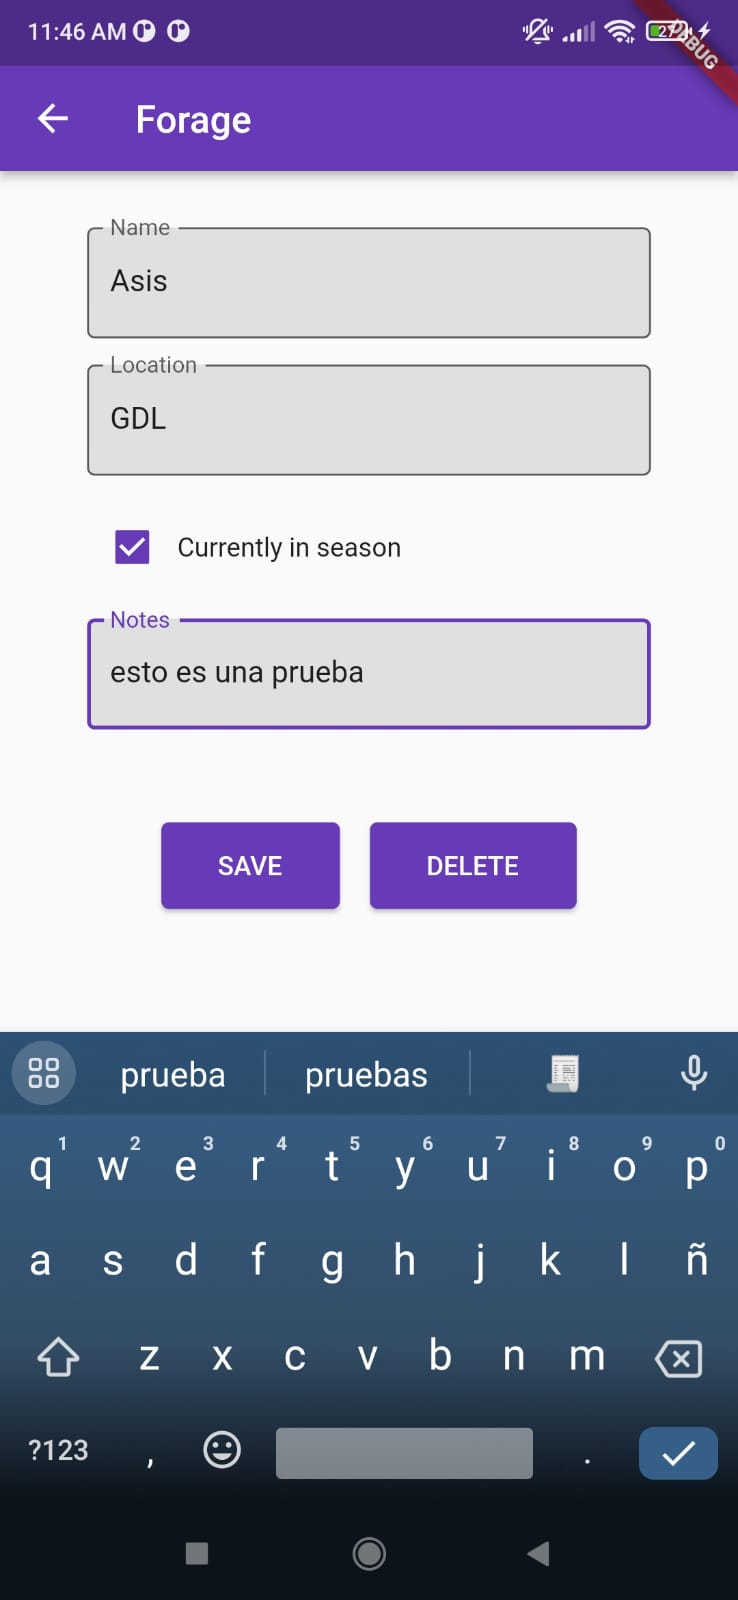 11:46 AM
27
DEBUG
Forage
Name
Asis
Location
GDL
Currently in season
Notes
esto es una prueba
SAVE
DELETE
prueba
pruebas
q 1 w 2 e 3 r 4 t 5 y 6 u 7 i 8 o 9 p 0
a s d f g h j k l ñ
z x c v b n m
?123 , .